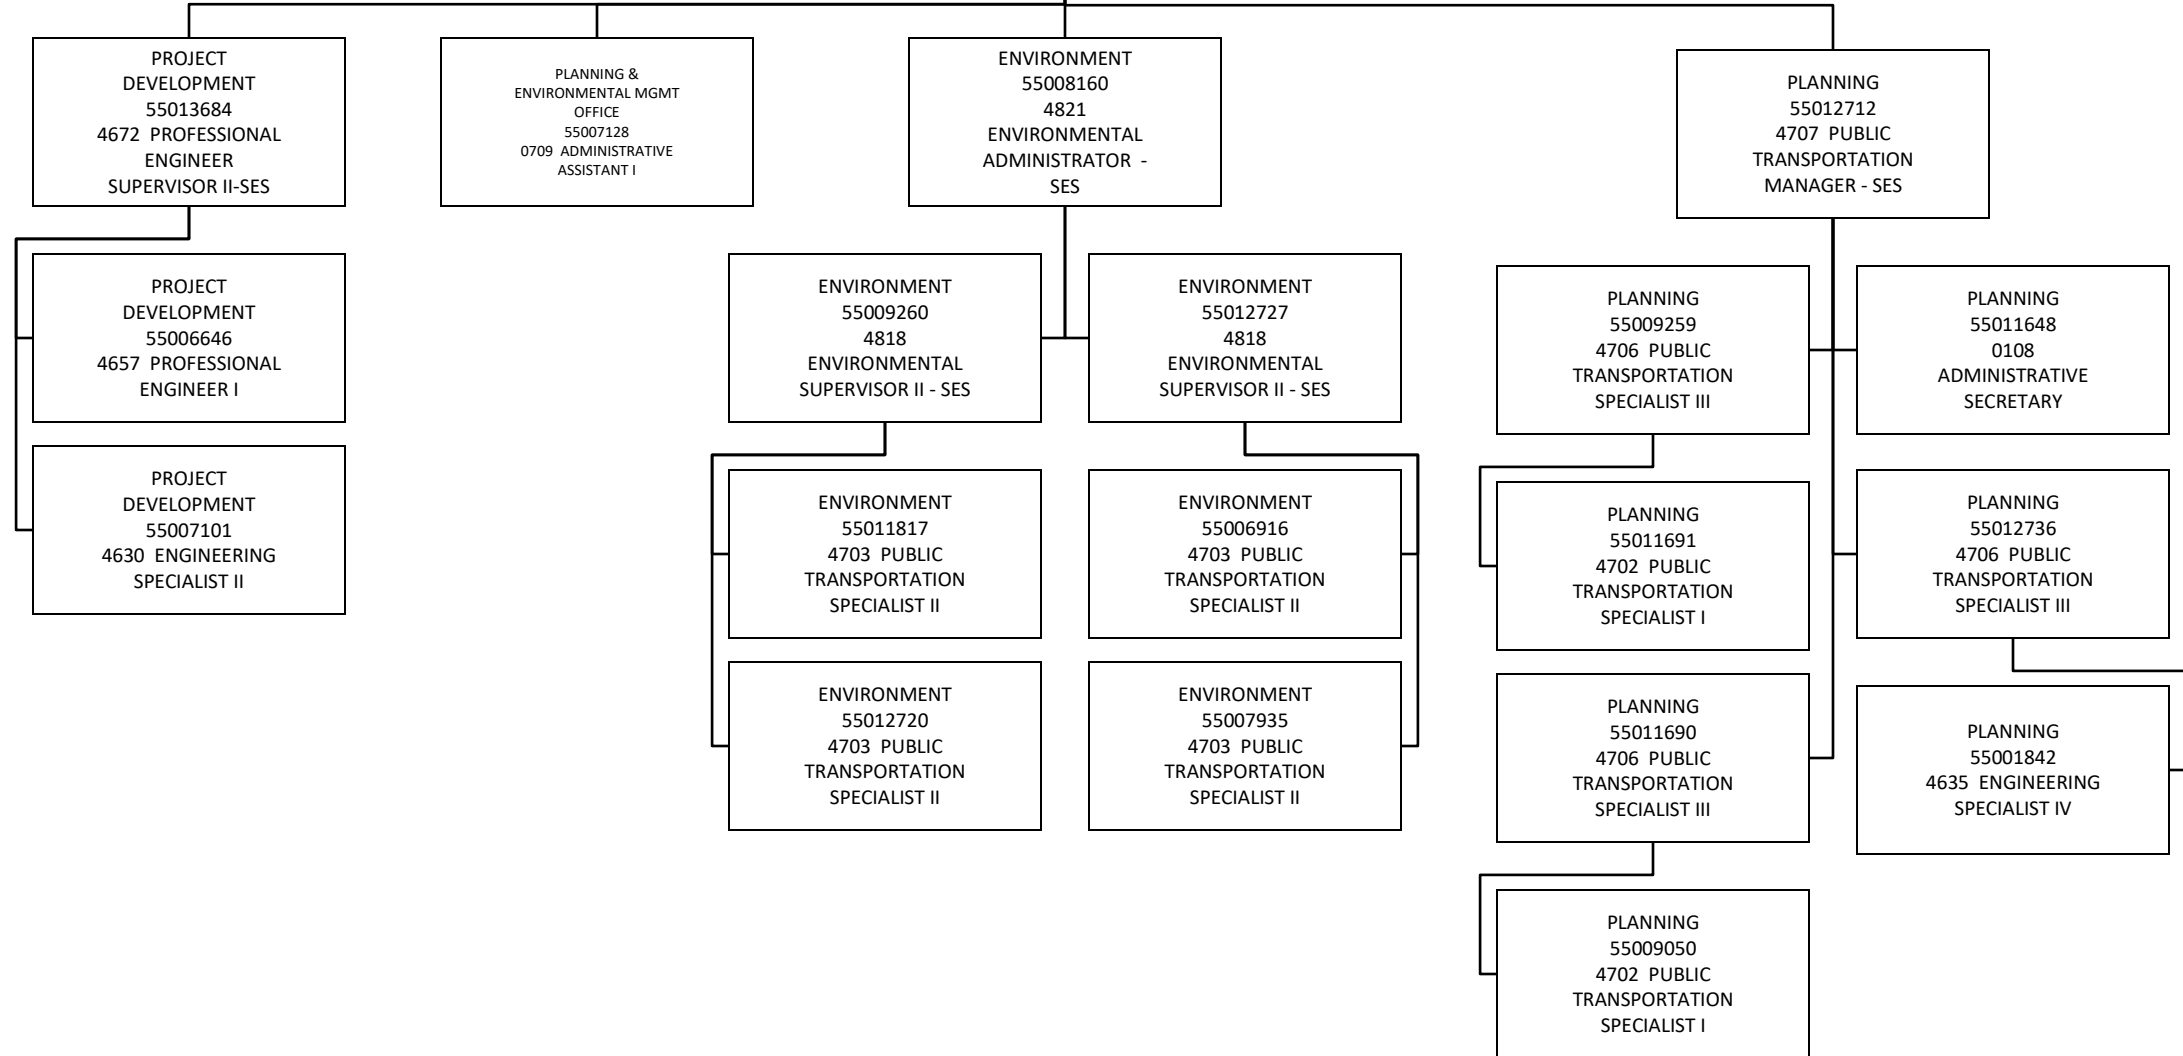 PROJECT
DEVELOPMENT
55013684
4672 PROFESSIONAL
ENGINEER
SUPERVISOR II-SES
PLANNING &
ENVIRONMENTAL MGMT
OFFICE
55007128
0709 ADMINISTRATIVE
ASSISTANT I
ENVIRONMENT
55008160
4821
ENVIRONMENTAL
ADMINISTRATOR -
SES
PLANNING
55012712
4707 PUBLIC
TRANSPORTATION
MANAGER - SES
PROJECT
DEVELOPMENT
55006646
4657 PROFESSIONAL
ENGINEER I
ENVIRONMENT
55009260
4818
ENVIRONMENTAL
SUPERVISOR II - SES
ENVIRONMENT
55012727
4818
ENVIRONMENTAL
SUPERVISOR II - SES
PLANNING
55009259
4706 PUBLIC
TRANSPORTATION
SPECIALIST III
PLANNING
55011648
0108
ADMINISTRATIVE
SECRETARY
PROJECT
DEVELOPMENT
55007101
4630 ENGINEERING
SPECIALIST II
ENVIRONMENT
55011817
4703 PUBLIC
TRANSPORTATION
SPECIALIST II
ENVIRONMENT
55006916
4703 PUBLIC
TRANSPORTATION
SPECIALIST II
PLANNING
55011691
4702 PUBLIC
TRANSPORTATION
SPECIALIST I
PLANNING
55012736
4706 PUBLIC
TRANSPORTATION
SPECIALIST III
ENVIRONMENT
55012720
4703 PUBLIC
TRANSPORTATION
SPECIALIST II
ENVIRONMENT
55007935
4703 PUBLIC
TRANSPORTATION
SPECIALIST II
PLANNING
55011690
4706 PUBLIC
TRANSPORTATION
SPECIALIST III
PLANNING
55001842
4635 ENGINEERING
SPECIALIST IV
PLANNING
55009050
4702 PUBLIC
TRANSPORTATION
SPECIALIST I